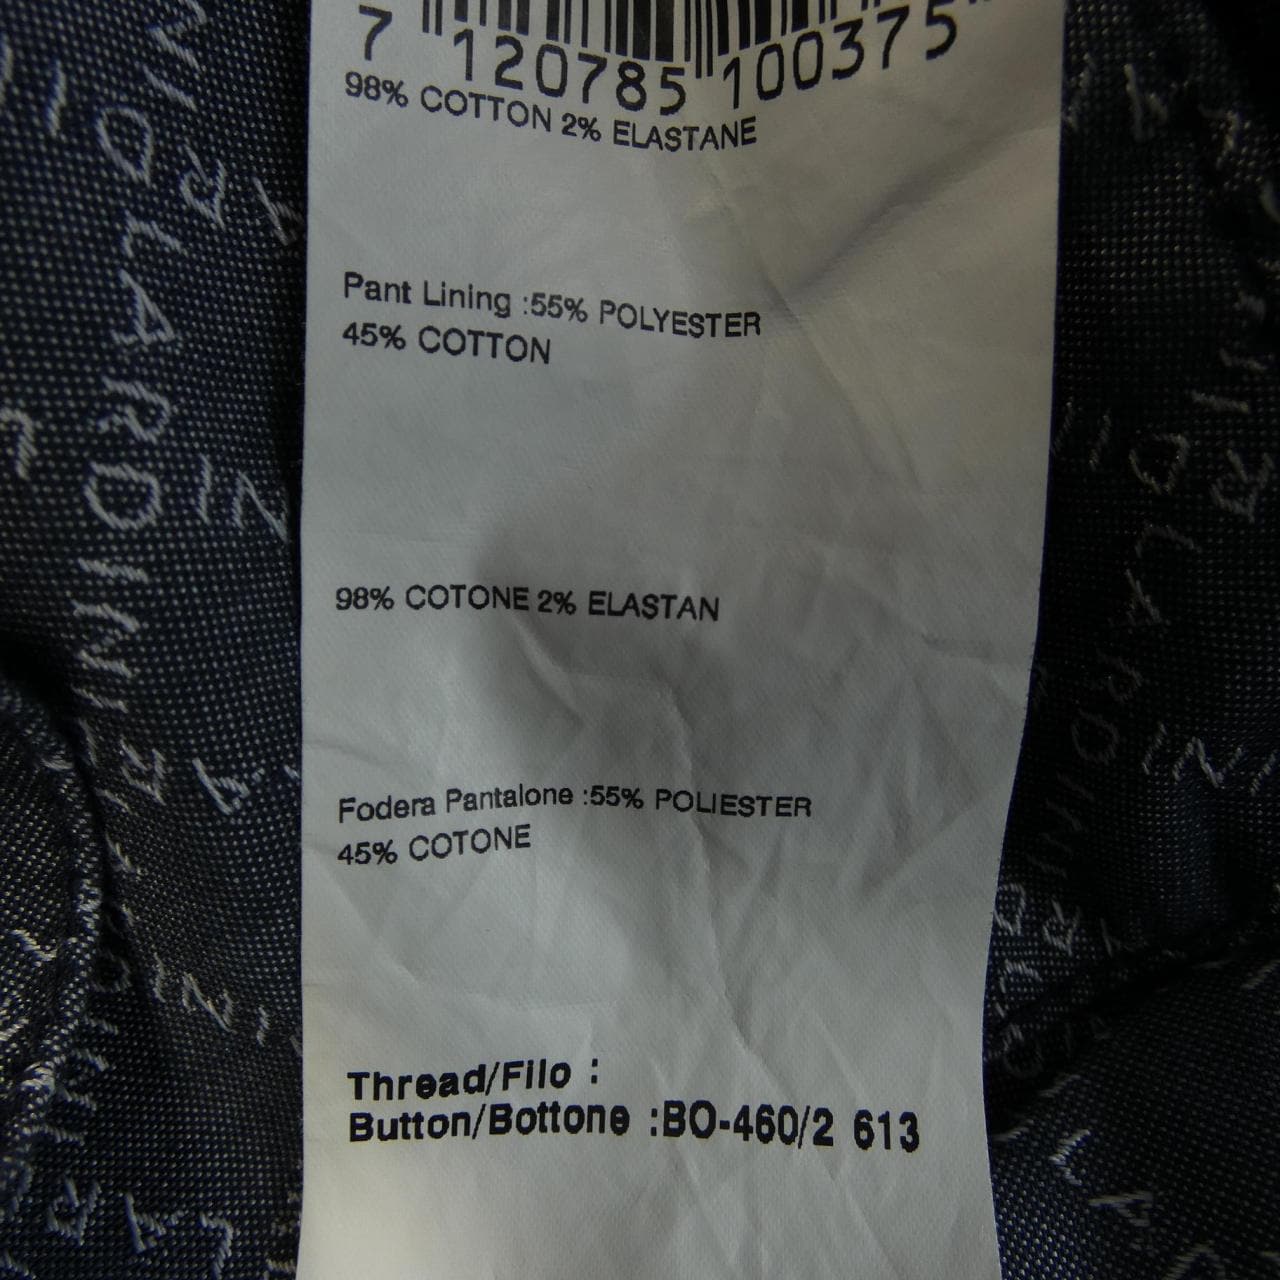 7 120785 100375
98% COTTON 2% ELASTANE
Pant Lining :55% POLYESTER
45% COTTON
98% COTONE 2% ELASTAN
Fodera Pantalone :55% POLIESTER
45% COTONE
Thread/Filo :
Button/Bottone :BO-460/2 613
LARDINI